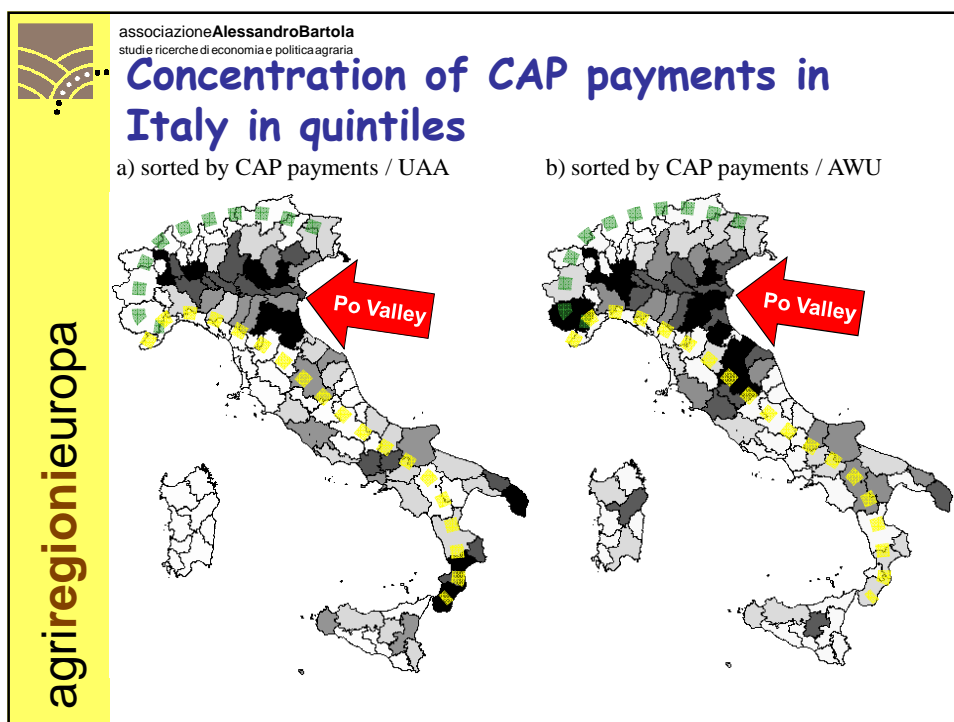 associazioneAlessandroBartola
studi e ricerche di economia e politica agraria
Concentration of CAP payments in
Italy in quintiles
a) sorted by CAP payments / UAA
b) sorted by CAP payments / AWU
Po Valley
Po Valley
agriregionieuropa